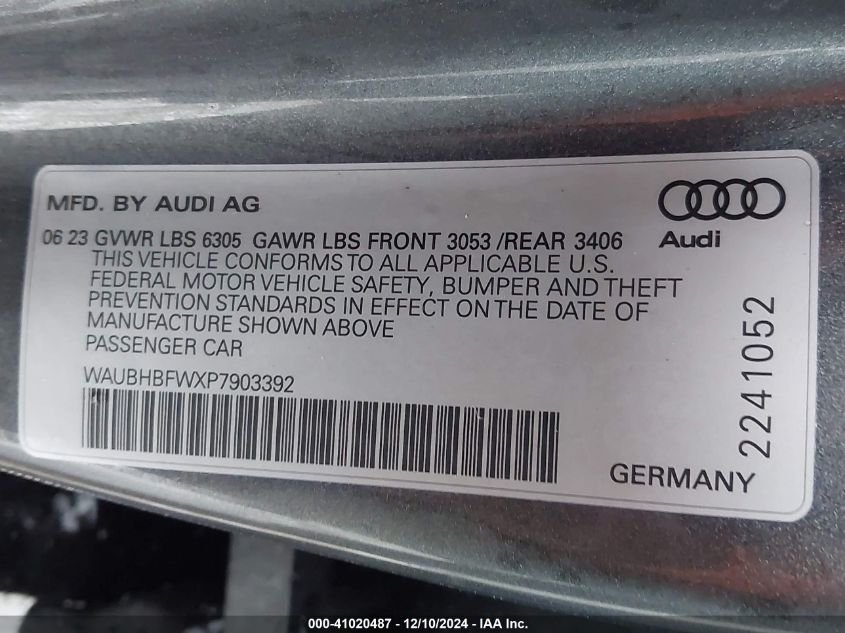 MFD. BY AUDI AG
Audi
06 23 GVWR LBS 6305 GAWR LBS FRONT 3053 /REAR 3406
THIS VEHICLE CONFORMS TO ALL APPLICABLE U.S.
FEDERAL MOTOR VEHICLE SAFETY, BUMPER AND THEFT
PREVENTION STANDARDS IN EFFECT ON THE DATE OF
MANUFACTURE SHOWN ABOVE
PASSENGER CAR
WAUBHBFWXP7903392
2241052
GERMANY
000-41020487 - 12/10/2024 - IAA Inc.